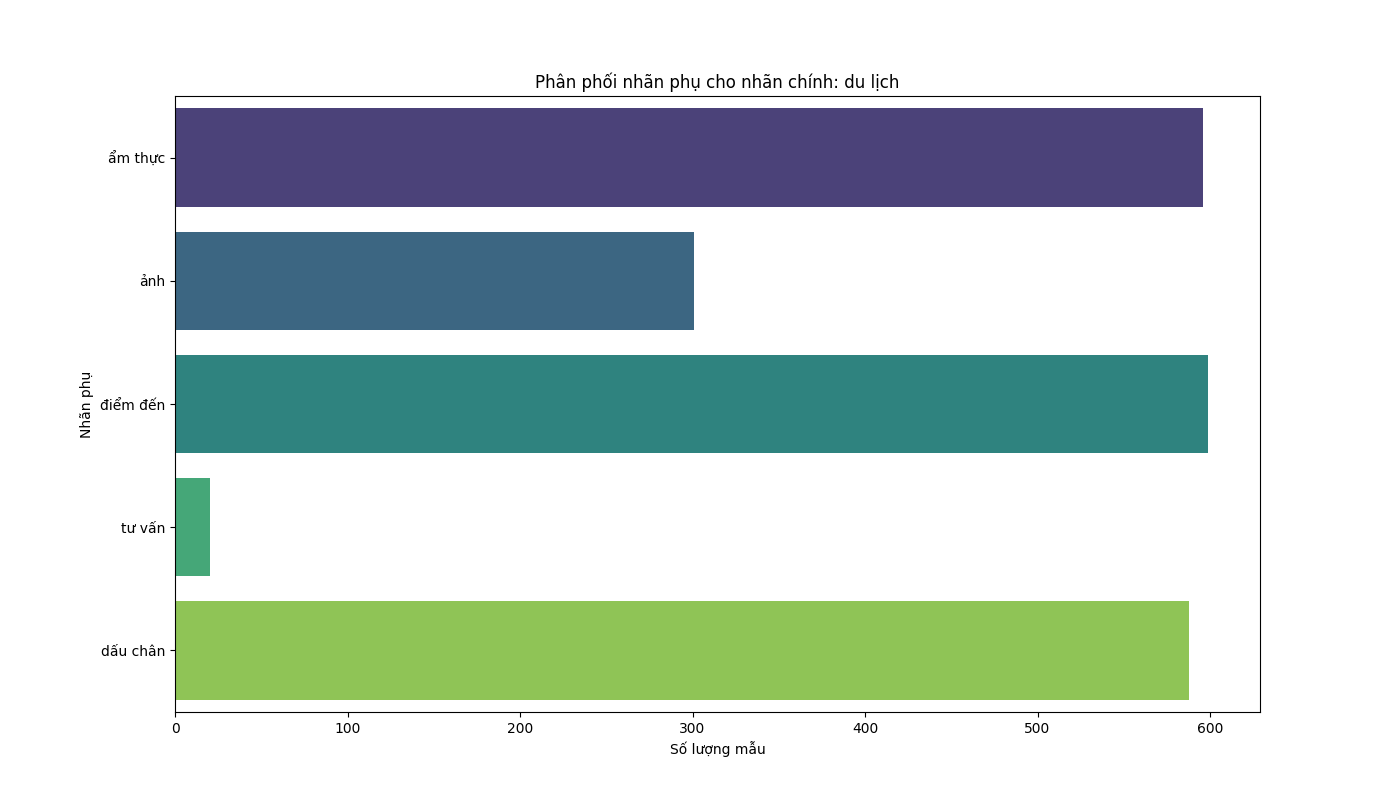 Phân phối nhãn phụ cho nhãn chính: du lịch
ẩm thực
ảnh
điểm đến
tư vấn
dấu chân
Nhãn phụ
0 100 200 300 400 500 600
Số lượng mẫu